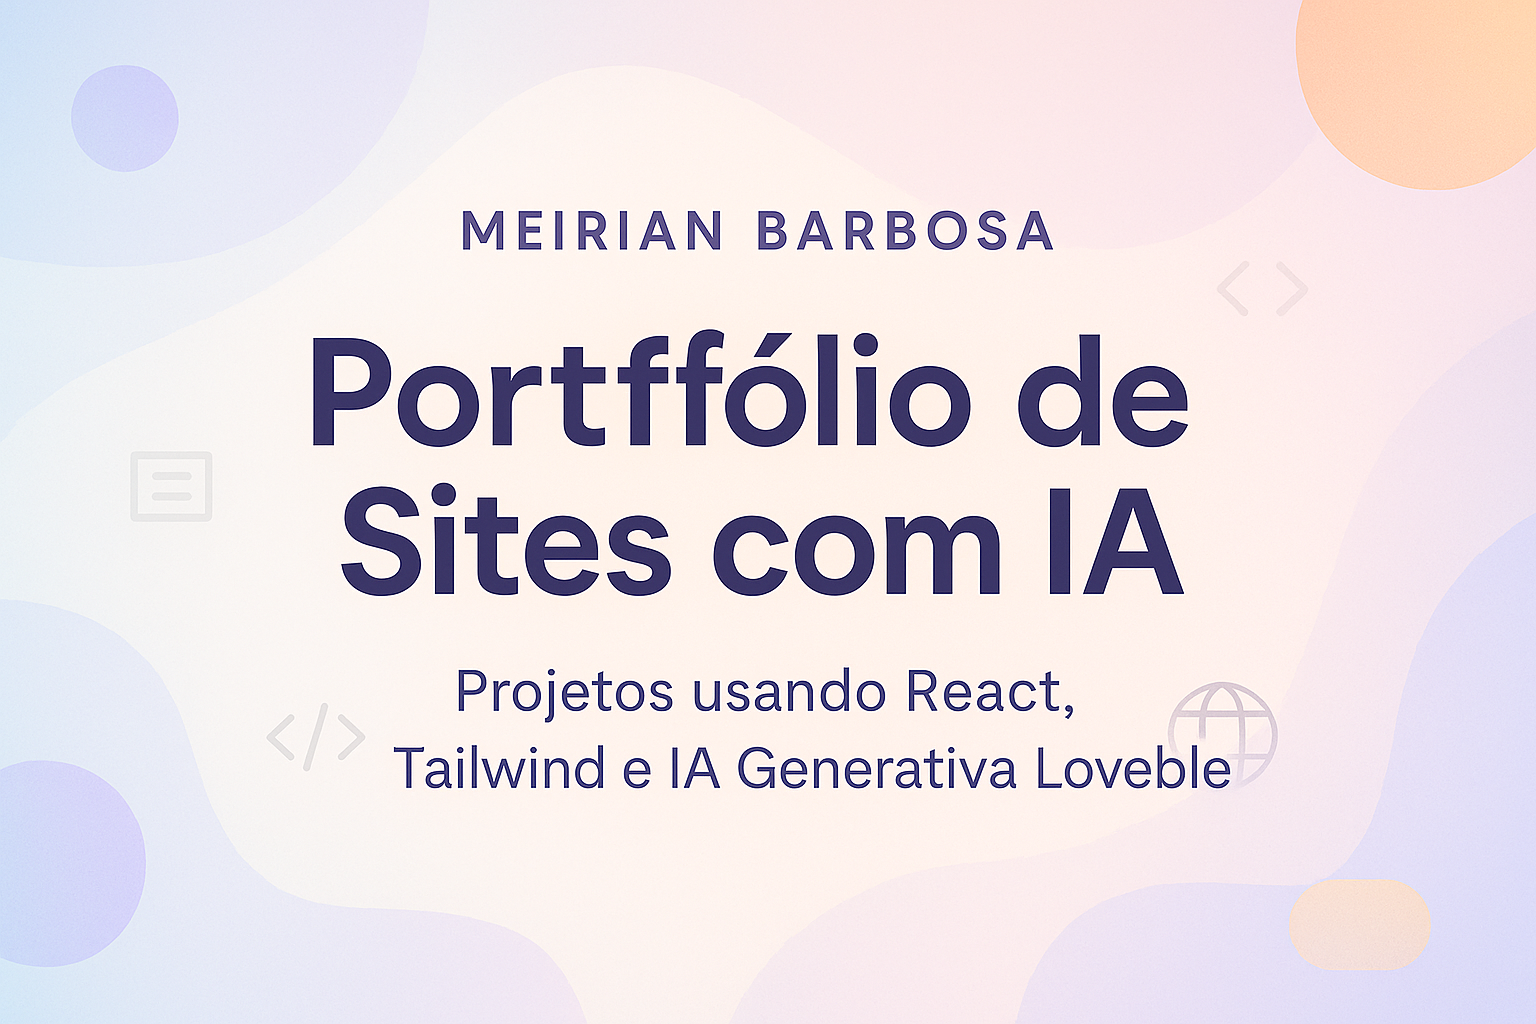 MEIRIAN BARBOSA
Portffólio de
Sites com IA
Projetos usando React,
Tailwind e IA Generativa Loveble